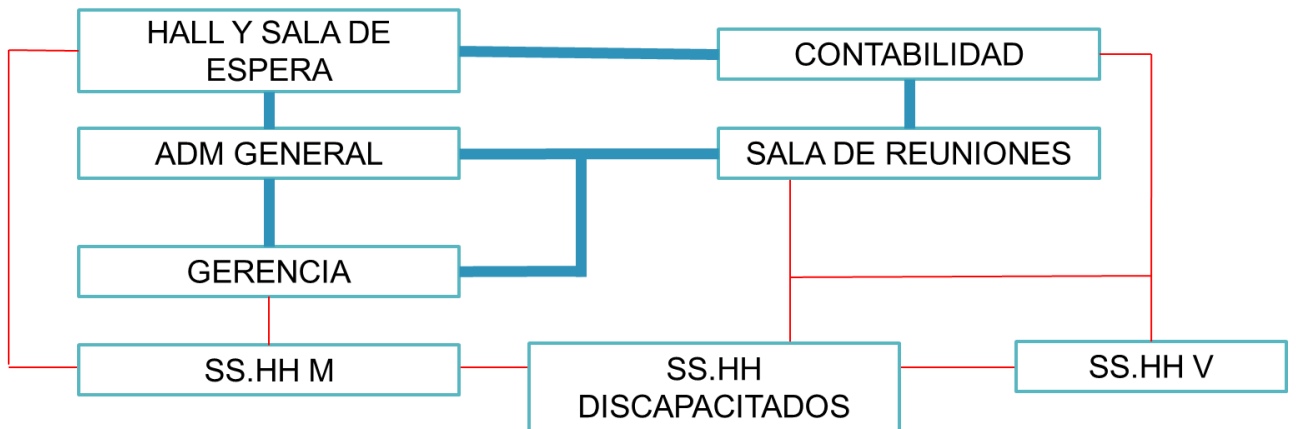 HALL Y SALA DE
ESPERA
CONTABILIDAD
ADM GENERAL
SALA DE REUNIONES
GERENCIA
SS.HH M
SS.HH
DISCAPACITADOS
SS.HH V